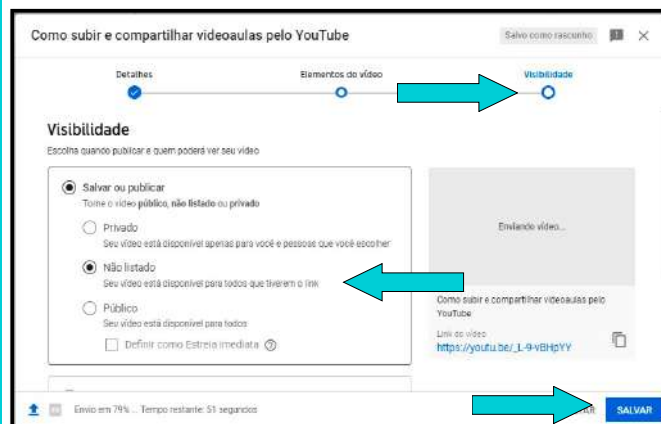 Como subir e compartilhar videoaulas pelo YouTube
Salvo como rascunho
Detalhes
Elementos do vídeo
Visibilidade
Visibilidade
Escolha quando publicar e quem poderá ver seu vídeo
Salvar ou publicar
Torne o vídeo público, não listado ou privado
Privado
Seu vídeo está disponível apenas para você e pessoas que você escolher
Não listado
Seu vídeo está disponível para todos que tiverem o link
Público
Seu vídeo está disponível para todos
Definir como Estreia imediata
Enviando vídeo...
Como subir e compartilhar videoaulas pelo
YouTube
Link do vídeo
https://youtu.be/_L-9-vBHpYY
Envio em 79% ... Tempo restante: 51 segundos
SALVAR